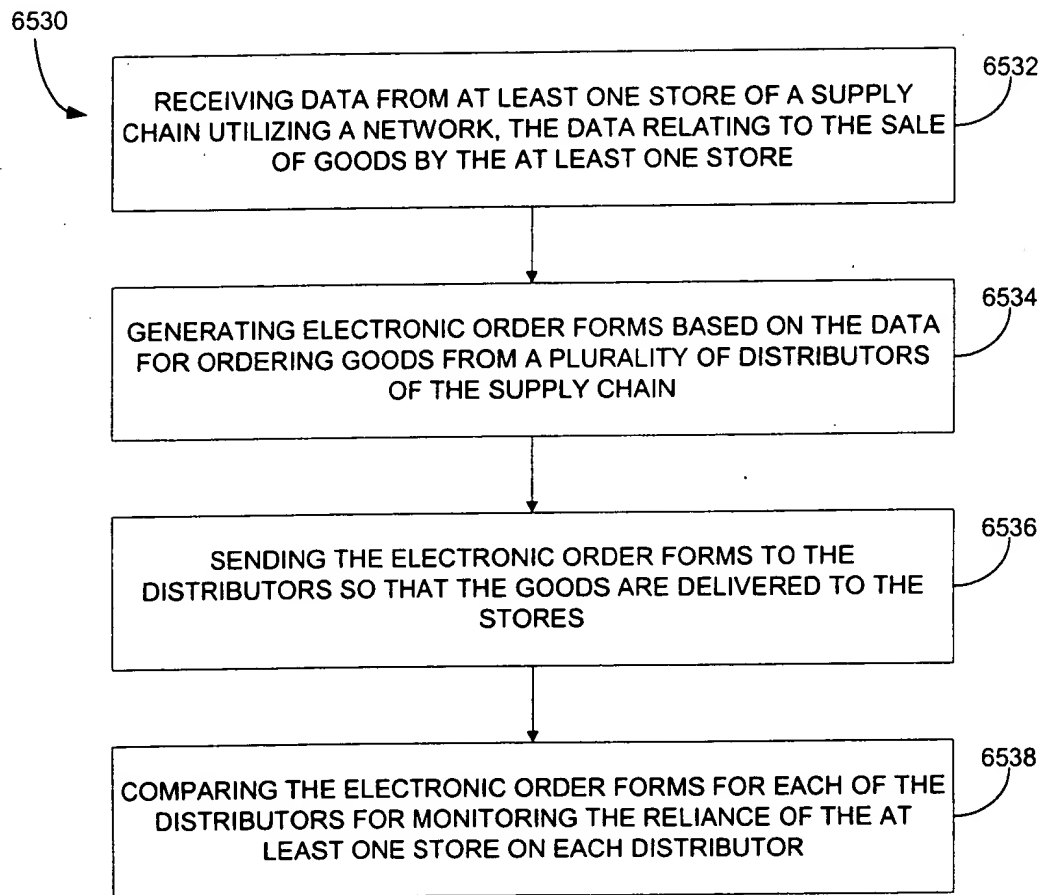 6530
6532
RECEIVING DATA FROM AT LEAST ONE STORE OF A SUPPLY
CHAIN UTILIZING A NETWORK, THE DATA RELATING TO THE SALE
OF GOODS BY THE AT LEAST ONE STORE
6534
GENERATING ELECTRONIC ORDER FORMS BASED ON THE DATA
FOR ORDERING GOODS FROM A PLURALITY OF DISTRIBUTORS
OF THE SUPPLY CHAIN
6536
SENDING THE ELECTRONIC ORDER FORMS TO THE
DISTRIBUTORS SO THAT THE GOODS ARE DELIVERED TO THE
STORES
6538
COMPARING THE ELECTRONIC ORDER FORMS FOR EACH OF THE
DISTRIBUTORS FOR MONITORING THE RELIANCE OF THE AT
LEAST ONE STORE ON EACH DISTRIBUTOR